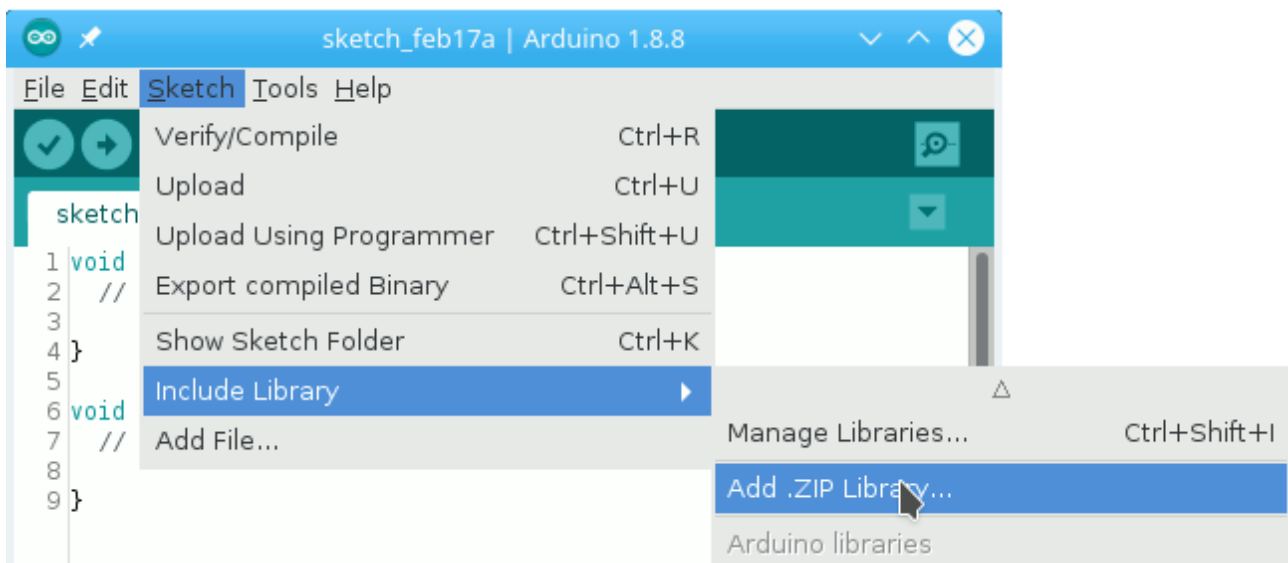 sketch_feb17a | Arduino 1.8.8
File Edit Sketch Tools Help
Verify/Compile Ctrl+R
Upload Ctrl+U
Upload Using Programmer Ctrl+Shift+U
Export compiled Binary Ctrl+Alt+S
Show Sketch Folder Ctrl+K
Include Library
Add File...
sketch
1 void
2 //
3
4 }
5
6 void
7 //
8
9 }
Manage Libraries... Ctrl+Shift+I
Add .ZIP Library...
Arduino libraries